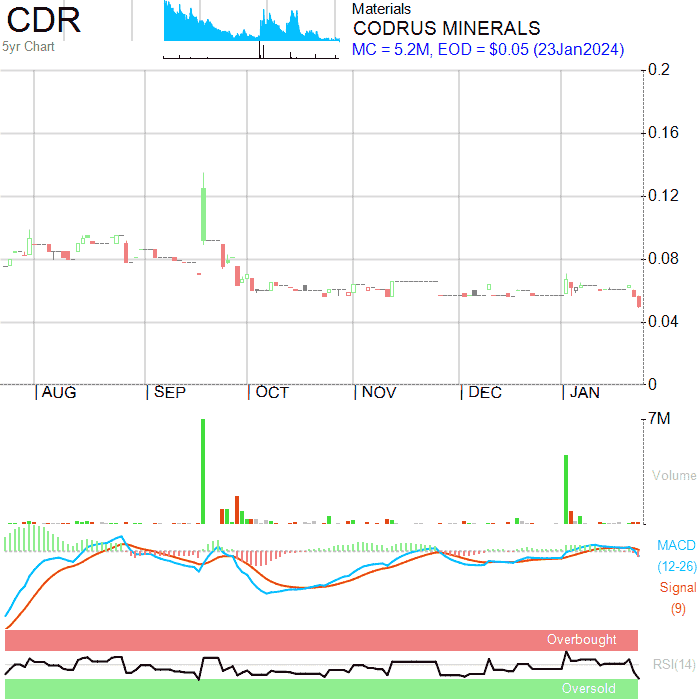 CDR
5yr Chart
Materials
CODRUS MINERALS
MC = 5.2M, EOD = $0.05 (23Jan2024)
0.2
0.16
0.12
0.08
0.04
0
AUG SEP OCT NOV DEC JAN
7M
Volume
MACD
(12-26)
Signal
(9)
Overbought
RSI(14)
Oversold